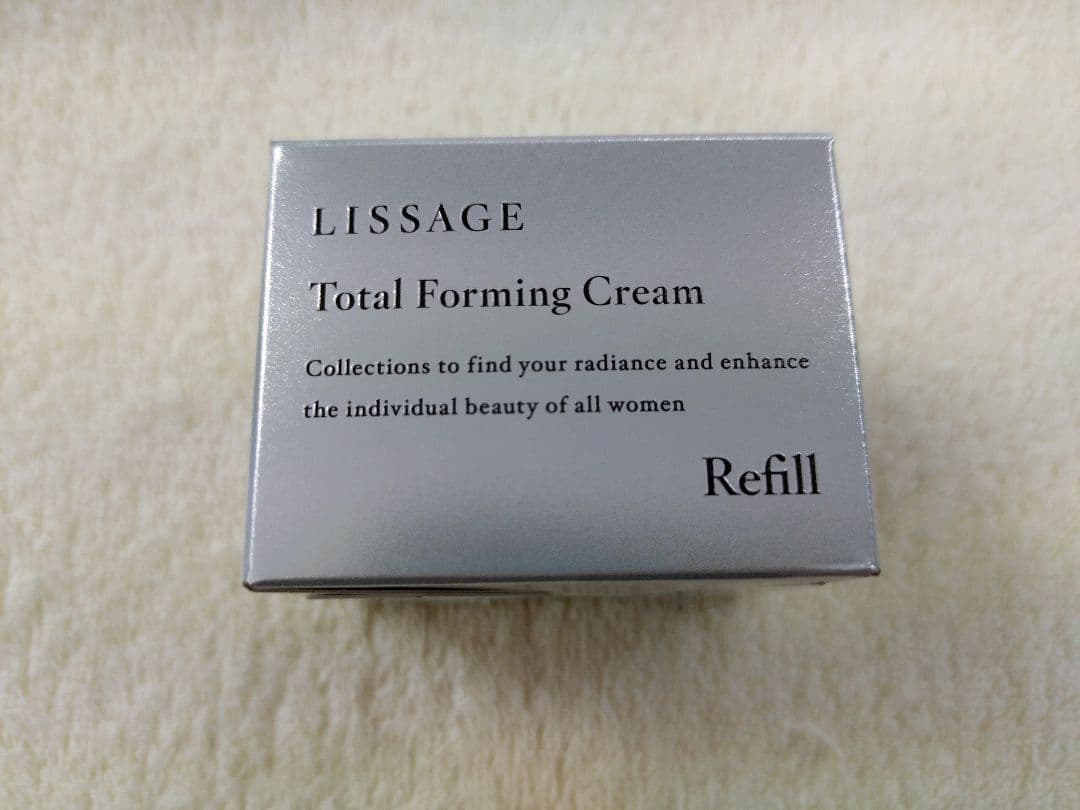 LISSAGE
Total Forming Cream
Collections to find your radiance and enhance
the individual beauty of all women
Refill